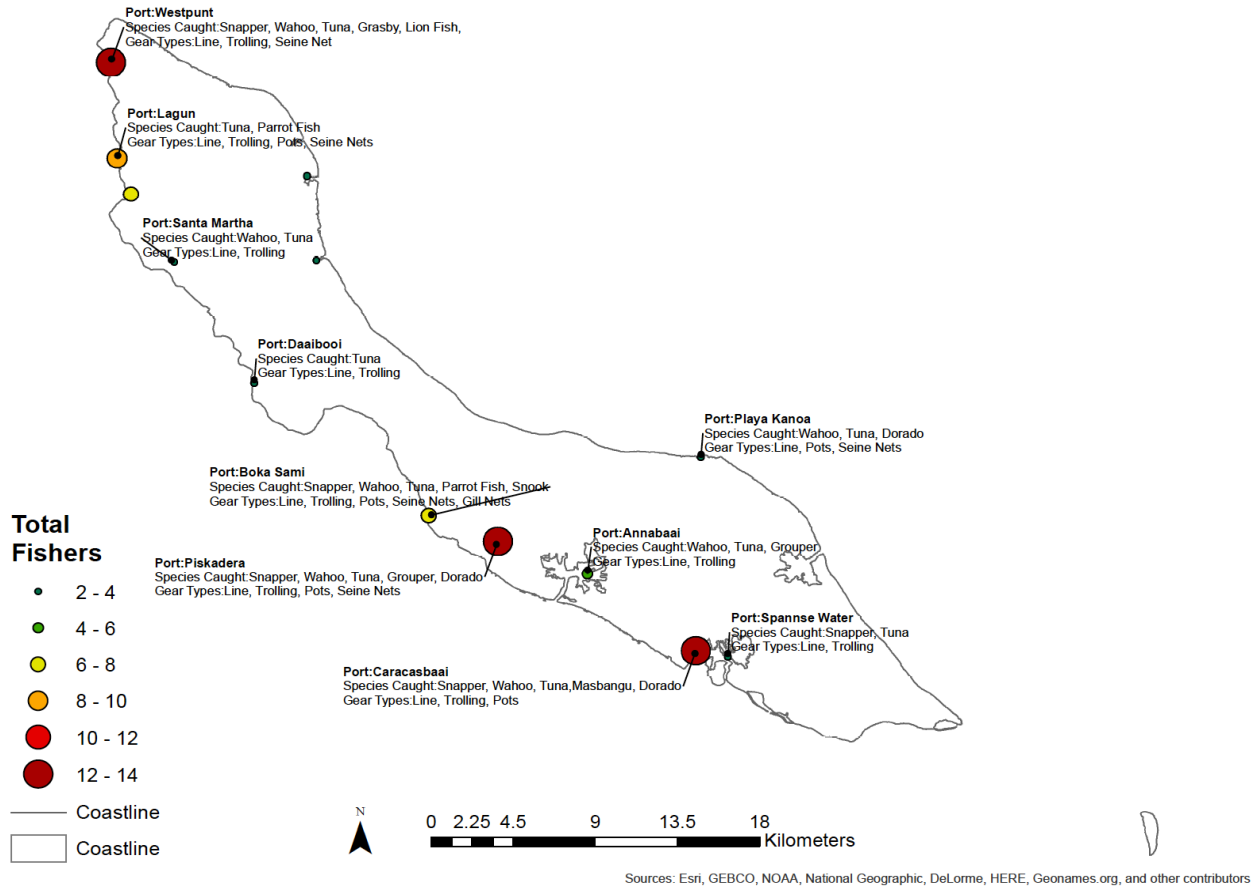 Port:Westpunt
Species Caught:Snapper, Wahoo, Tuna, Grasby, Lion Fish,
Gear Types:Line, Trolling, Seine Net
Port:Lagun
Species Caught:Tuna, Parrot Fish
Gear Types:Line, Trolling, Pots, Seine Nets
Port:Santa Martha
Species Caught:Wahoo, Tuna
Gear Types:Line, Trolling
Port:Daaibooi
Species Caught:Tuna
Gear Types:Line, Trolling
Port:Playa Kanoa
Species Caught:Wahoo, Tuna, Dorado
Gear Types:Line, Pots, Seine Nets
Port:Boka Sami
Species Caught:Snapper, Wahoo, Tuna, Parrot Fish, Snook
Gear Types:Line, Trolling, Pots, Seine Nets, Gill Nets
Port:Annabaai
Species Caught:Wahoo, Tuna, Grouper
Gear Types:Line, Trolling
Port:Piskadera
Species Caught:Snapper, Wahoo, Tuna, Grouper, Dorado
Gear Types:Line, Trolling, Pots, Seine Nets
Port:Spannse Water
Species Caught:Snapper, Tuna
Gear Types:Line, Trolling
Port:Caracasbaai
Species Caught:Snapper, Wahoo, Tuna,Masbangu, Dorado
Gear Types:Line, Trolling, Pots
Total
Fishers
2 - 4
4 - 6
6 - 8
8 - 10
10 - 12
12 - 14
Coastline
Coastline
N
0 2.25 4.5 9 13.5 18
Kilometers
Sources: Esri, GEBCO, NOAA, National Geographic, DeLorme, HERE, Geonames.org, and other contributors